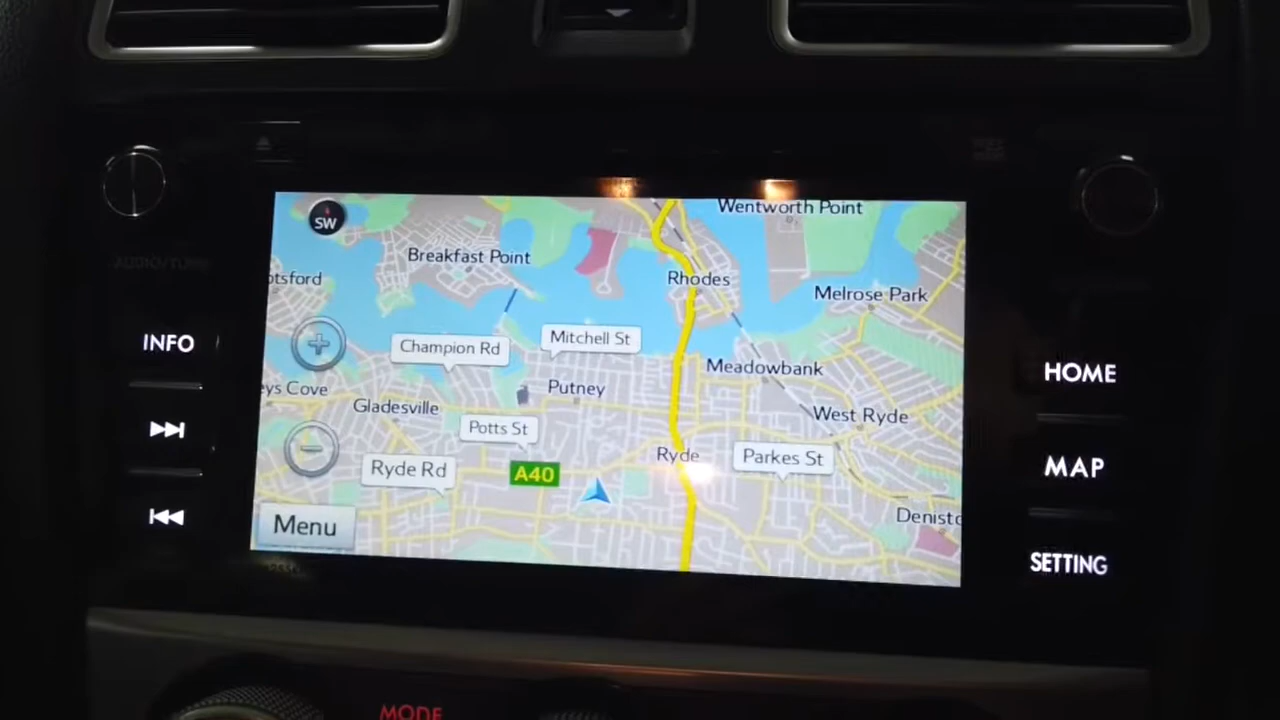 Wentworth Point
SW
Breakfast Point
Rhodes
otsford
Melrose Park
Mitchell St
Champion Rd
INFO
Meadowbank
HOME
eys Cove
Putney
Gladesville
West Ryde
Potts St
Ryde
Parkes St
Ryde Rd
A40
MAP
Menu
Denisto
SETTING
MODE